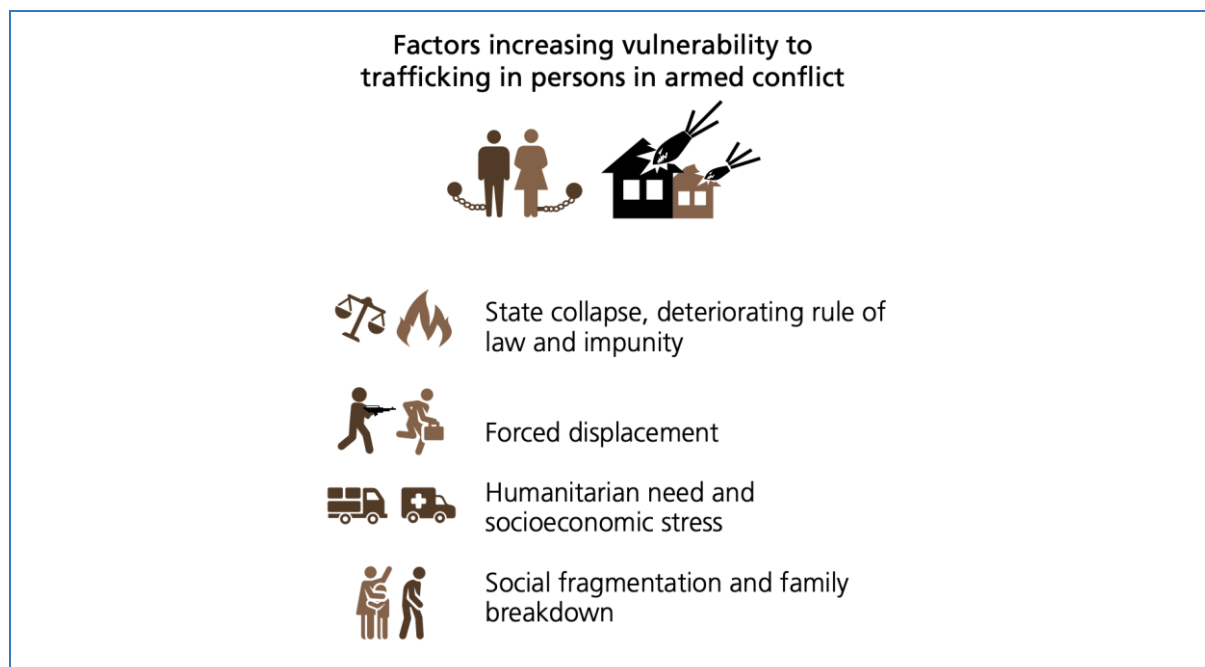 Factors increasing vulnerability to
trafficking in persons in armed conflict
State collapse, deteriorating rule of
law and impunity
Forced displacement
Humanitarian need and
socioeconomic stress
Social fragmentation and family
breakdown